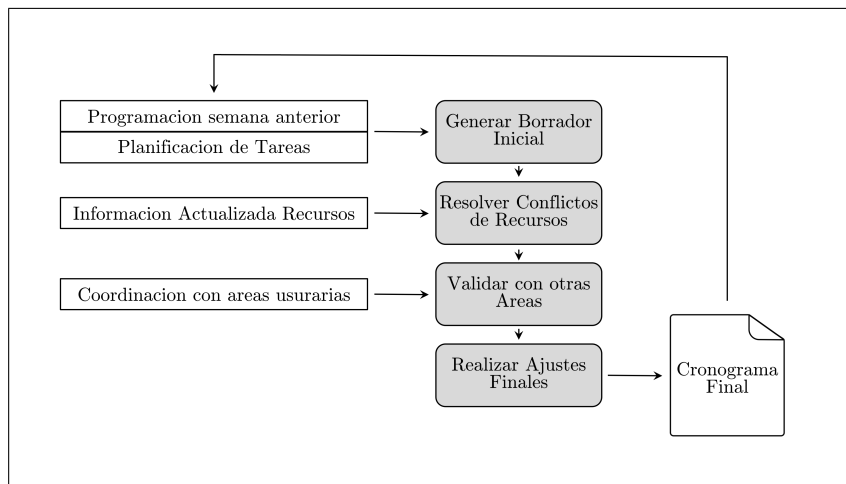 Programacion semana anterior
Planificacion de Tareas
Generar Borrador
Inicial
Informacion Actualizada Recursos
Resolver Conflictos
de Recursos
Coordinacion con areas usurarias
Validar con otras
Areas
Realizar Ajustes
Finales
Cronograma
Final